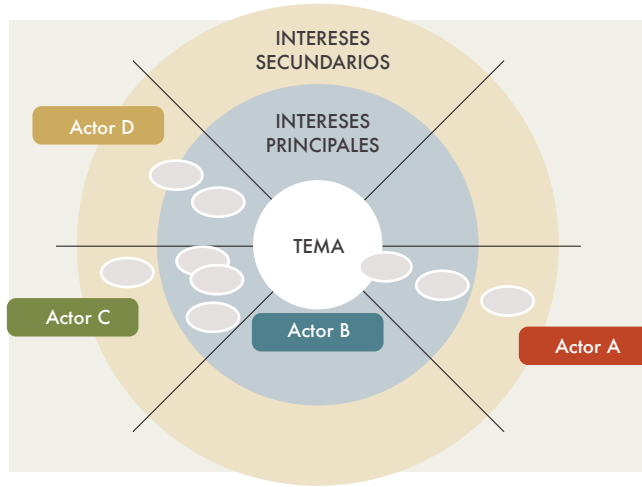 INTERESES
SECUNDARIOS
Actor D
INTERESES
PRINCIPALES
TEMA
Actor C
Actor B
Actor A